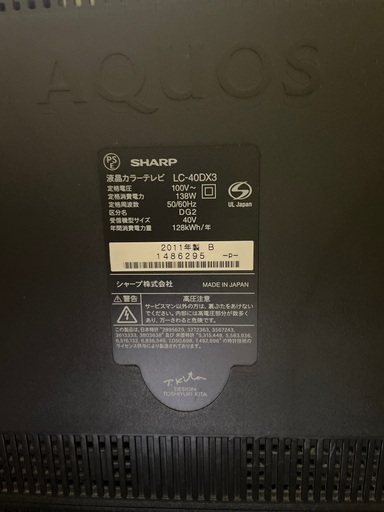 AQUOS
PS
E
SHARP
液晶カラーテレビ LC-40DX3
定格電圧 100V~
定格消費電力 138W
定格周波数 50/60Hz
区分名 DG2
受信機型サイズ 40V
年間消費電力量 128kWh/年
UL Japan
2011年製 B
1486295 -D-
シャープ株式会社 MADE IN JAPAN
警告
高圧注意
サービスマン以外の方は、裏ぶたをあけないで
ください。内部には高電圧部分が数多く
あり、万一さわると危険です。
DESIGN
TOSHIYUKI KITA